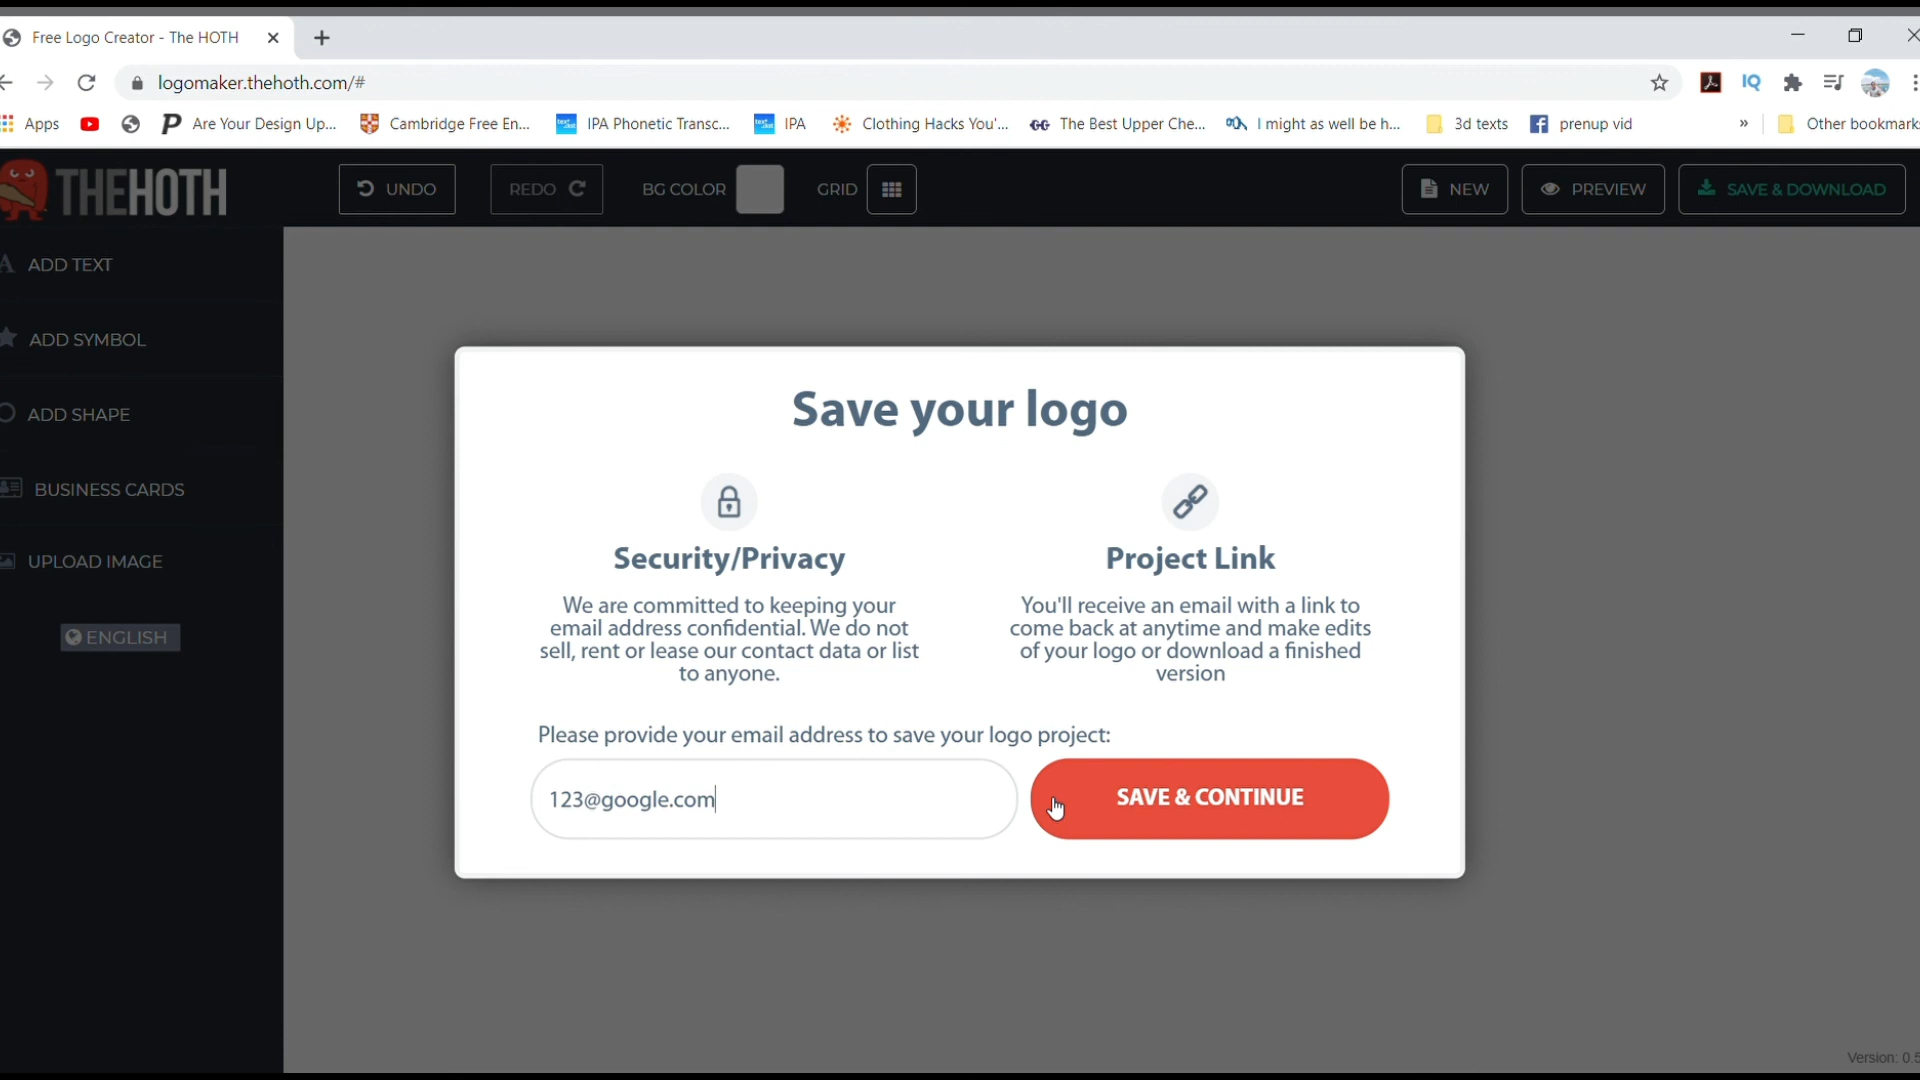 Free Logo Creator - The HOTH
logomaker.thehoth.com/#
Apps
Are Your Design Up...
Cambridge Free En...
IPA Phonetic Transc...
IPA
Clothing Hacks You'...
The Best Upper Che...
I might as well be h...
3d texts
prenup vid
»
Other bookmarks
THEHOTH
UNDO
REDO
BG COLOR
GRID
NEW
PREVIEW
SAVE & DOWNLOAD
ADD TEXT
ADD SYMBOL
ADD SHAPE
BUSINESS CARDS
UPLOAD IMAGE
ENGLISH
Save your logo
Security/Privacy
We are committed to keeping your
email address confidential. We do not
sell, rent or lease our contact data or list
to anyone.
Project Link
You'll receive an email with a link to
come back at anytime and make edits
of your logo or download a finished
version
Please provide your email address to save your logo project:
123@google.com
SAVE & CONTINUE
Version: 0.5